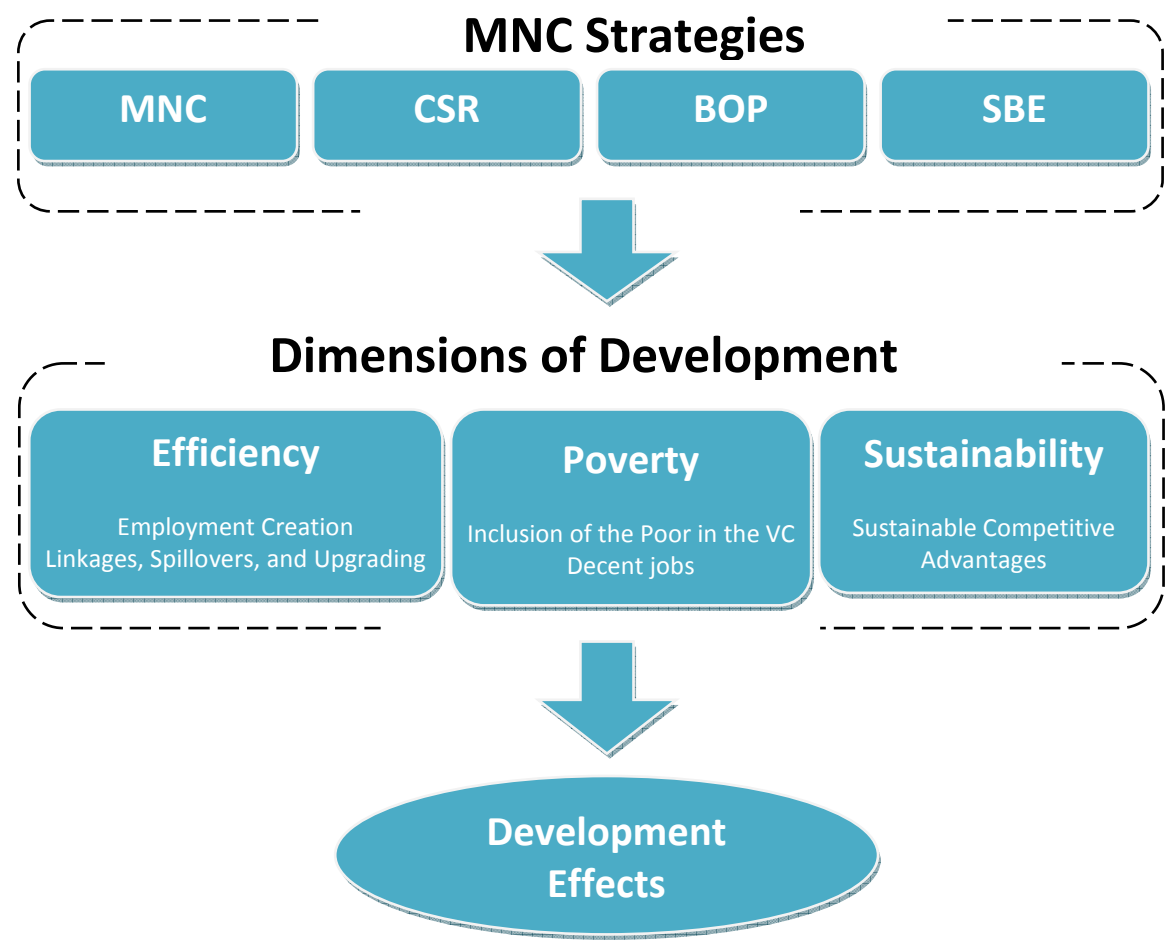 MNC Strategies
MNC
CSR
BOP
SBE
Dimensions of Development
Efficiency
Employment Creation
Linkages, Spillovers, and Upgrading
Poverty
Inclusion of the Poor in the VC
Decent jobs
Sustainability
Sustainable Competitive
Advantages
Development
Effects